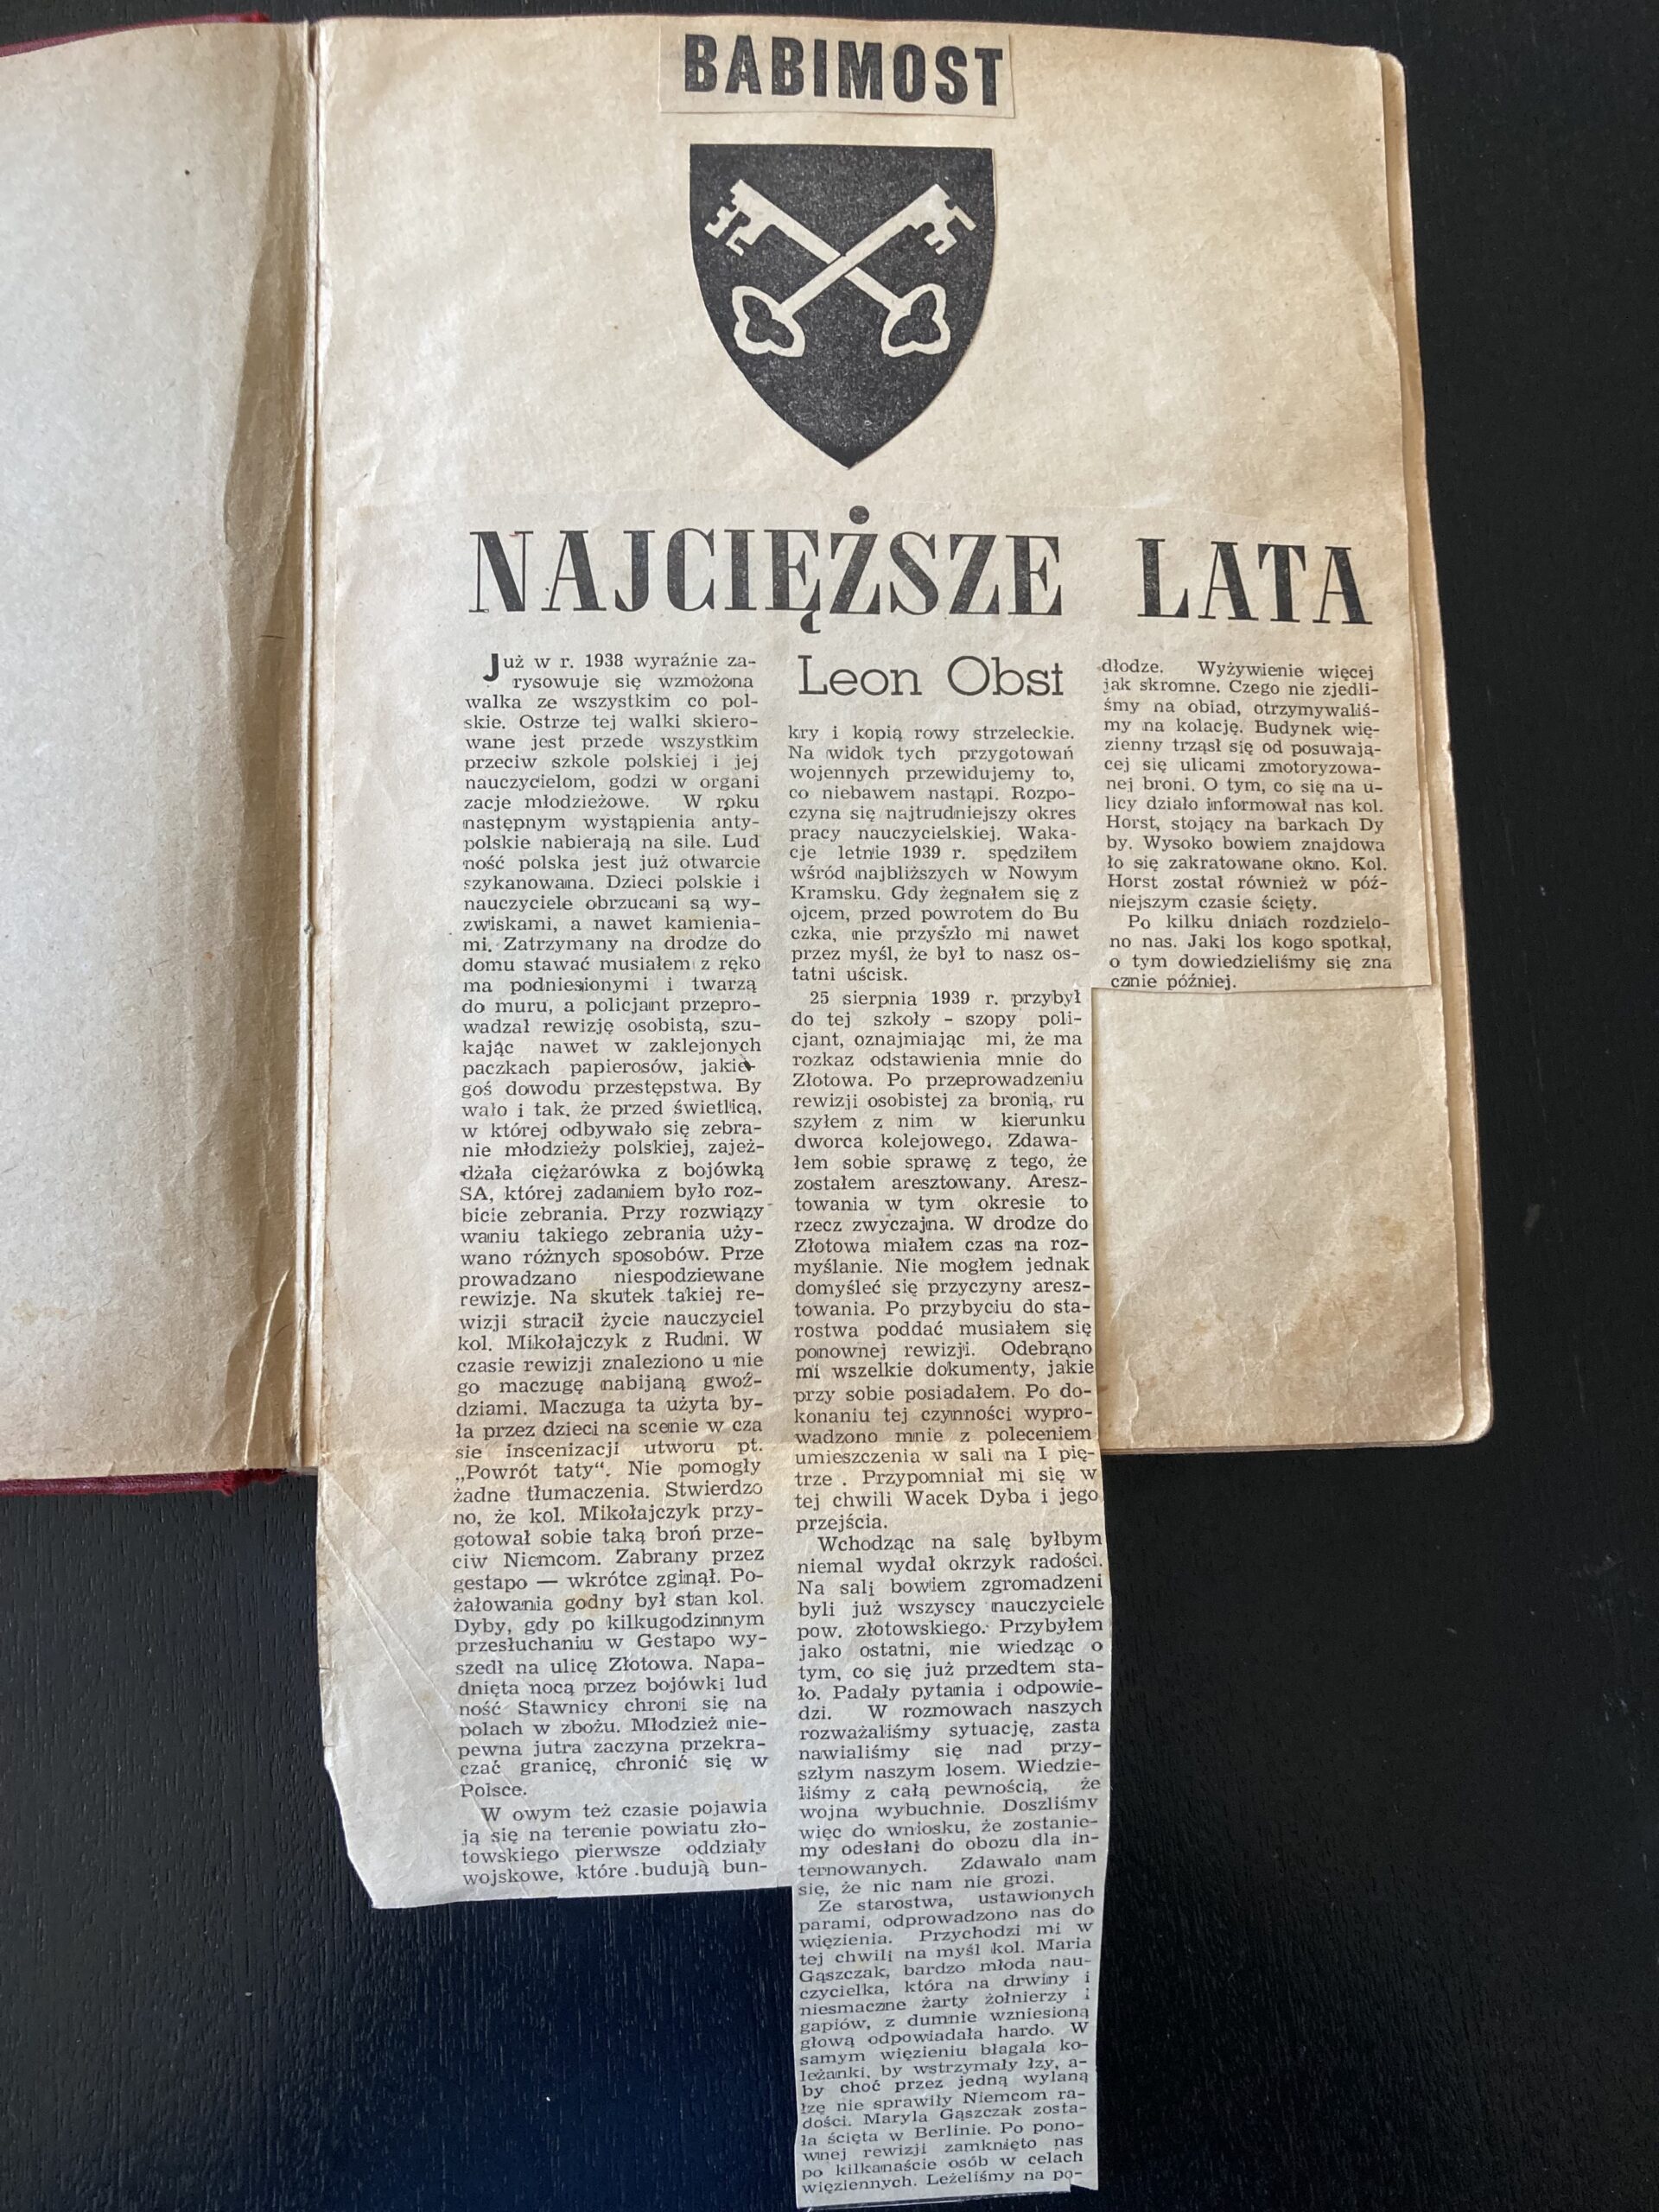 BABIMOST
NAJCIĘŻSZE LATA
Leon Obst
Już w r. 1938 wyraźnie za-
rysowuje się wzmożona
walka ze wszystkim co pol-
skie. Ostrze tej walki skiero-
wane jest przede wszystkim
przeciw szkole polskiej i jej
nauczycielom, godzi w organi
zacje młodzieżowe. W roku
następnym wystąpienia anty-
polskie nabierają na sile. Lud
ność polska jest już otwarcie
szykanowana. Dzieci polskie i
nauczyciele obrzucani są wy-
zwiskami, a nawet kamienia-
mi. Zatrzymany na drodze do
domu stawać musiałem z ręko
ma podniesionymi i twarzą
do muru, a policjant przepro-
wadzał rewizję osobistą, szu-
kając nawet w zaklejonych
paczkach papierosów, jakie-
goś dowodu przestępstwa. By
wało i tak, że przed świetlicą,
w której odbywało się zebra-
nie młodzieży polskiej, zajeż-
dżała ciężarówka z bojówką
SA, której zadaniem było roz-
bicie zebrania. Przy rozwiązy
waniu takiego zebrania uży-
wano różnych sposobów. Prze
prowadzano niespodziewane
rewizje. Na skutek takiej re-
wizji stracił życie nauczyciel
kol. Mikołajczyk z Rudni. W
czasie rewizji znaleziono u nie
go maczugę nabijaną gwoź-
dziami. Maczuga ta użyta by-
ła przez dzieci na scenie w cza
sie inscenizacji utworu pt.
„Powrót taty“. Nie pomogły
żadne tłumaczenia. Stwierdzo
no, że kol. Mikołajczyk przy-
gotował sobie taką broń prze-
ciw Niemcom. Zabrany przez
gestapo — wkrótce zginął. Po-
żałowania godny był stan kol.
Dyby, gdy po kilkugodzinnym
przesłuchaniu w Gestapo wy-
szedł na ulicę Złotowa. Napa-
dnięta nocą przez bojówki lud
ność Stawnicy chroni się na
polach w zbożu. Młodzież nie-
pewna jutra zaczyna przekra-
czać granicę, chronić się w
Polsce.
W owym też czasie pojawia
ją się na terenie powiatu zło-
towskiego pierwsze oddziały
wojskowe, które budują bun-
kry i kopią rowy strzeleckie.
Na widok tych przygotowań
wojennych przewidujemy to,
co niebawem nastąpi. Rozpo-
czyna się najtrudniejszy okres
pracy nauczycielskiej. Waka-
cje letnie 1939 r. spędziłem
wśród najbliższych w Nowym
Kramsku. Gdy żegnałem się z
ojcem, przed powrotem do Bu
czka, nie przyszło mi nawet
przez myśl, że był to nasz os-
tatni uścisk.
25 sierpnia 1939 r. przybył
do tej szkoły - szopy poli-
cjant, oznajmiając mi, że ma
rozkaz odstawienia mnie do
Złotowa. Po przeprowadzeniu
rewizji osobistej za bronią, ru
szyłem z nim w kierunku
dworca kolejowego. Zdawa-
łem sobie sprawę z tego, że
zostałem aresztowany. Aresz-
towania w tym okresie to
rzecz zwyczajna. W drodze do
Złotowa miałem czas na roz-
myślanie. Nie mogłem jednak
domyśleć się przyczyny aresz-
towania. Po przybyciu do sta-
rostwa poddać musiałem się
ponownej rewizji. Odebrano
mi wszelkie dokumenty, jakie
przy sobie posiadałem. Po do-
konaniu tej czynności wypro-
wadzono mnie z poleceniem
umieszczenia w sali na I pię-
trze . Przypomniał mi się w
tej chwili Wacek Dyba i jego
przejścia.
Wchodząc na salę byłbym
niemal wydał okrzyk radości.
Na sali bowiem zgromadzeni
byli już wszyscy nauczyciele
pow. złotowskiego. Przybyłem
jako ostatni, nie wiedząc o
tym, co się już przedtem sta-
ło. Padały pytania i odpowie-
dzi. W rozmowach naszych
rozważaliśmy sytuację, zasta
nawialiśmy się nad przy-
szłym naszym losem. Wiedzie-
liśmy z całą pewnością, że
wojna wybuchnie. Doszliśmy
więc do wniosku, że zostanie-
my odesłani do obozu dla in-
ternowanych. Zdawało nam
się, że nic nam nie grozi.
Ze starostwa, ustawionych
parami, odprowadzono nas do
więzienia. Przychodzi mi w
tej chwili na myśl kol. Maria
Gąszczak, bardzo młoda nau-
czycielka, która na drwiny i
niesmaczne żarty żołnierzy i
gapiów, z dumnie wzniesioną
głową odpowiadała hardo. W
samym więzieniu błagała ko-
leżanki, by wstrzymały łzy, a-
by choć przez jedną wylaną
łzę nie sprawiły Niemcom ra-
dości. Maryla Gąszczak zosta-
ła ścięta w Berlinie. Po pono-
wnej rewizji zamknięto nas
po kilkanaście osób w celach
więziennych. Leżeliśmy na po-
dłodze. Wyżywienie więcej
jak skromne. Czego nie zjedli-
śmy na obiad, otrzymywaliś-
my na kolację. Budynek wię-
zienny trząsł się od posuwają-
cej się ulicami zmotoryzowa-
nej broni. O tym, co się na u-
licy działo informował nas kol.
Horst, stojący na barkach Dy
by. Wysoko bowiem znajdowa
ło się zakratowane okno. Kol.
Horst został również w póź-
niejszym czasie ścięty.
Po kilku dniach rozdzielo-
no nas. Jaki los kogo spotkał,
o tym dowiedzieliśmy się zna
cznie później.